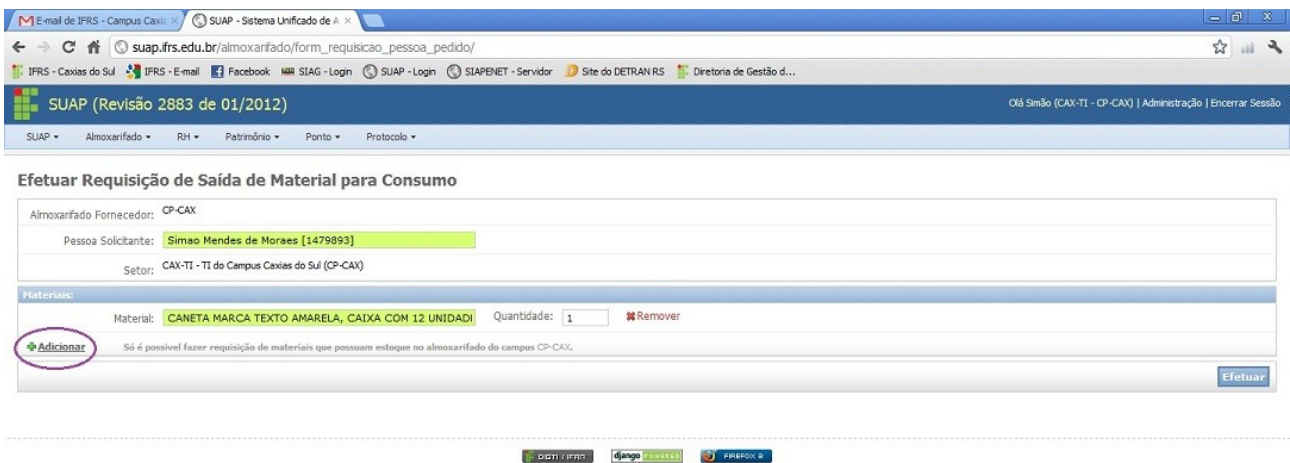 E-mail de IFRS - Campus Caxia
SUAP - Sistema Unificado de A
suap.ifrs.edu.br/almoxarifado/form_requisicao_pessoa_pedido/
IFRS - Caxias do Sul IFRS - E-mail Facebook SIAG - Login SUAP - Login SIAPENET - Servidor Site do DETRAN RS Diretoria de Gestão d...
SUAP (Revisão 2883 de 01/2012)
Olá Simão (CAX-TI - CP-CAX) | Administração | Encerrar Sessão
SUAP Almoxarifado RH Patrimônio Ponto Protocolo
Efetuar Requisição de Saída de Material para Consumo
Almoxarifado Fornecedor: CP-CAX
Pessoa Solicitante: Simao Mendes de Moraes [1479893]
Setor: CAX-TI - TI do Campus Caxias do Sul (CP-CAX)
Materiais:
Material: CANETA MARCA TEXTO AMARELA, CAIXA COM 12 UNIDADI Quantidade: 1 Remover
Adicionar Só é possível fazer requisição de materiais que possuam estoque no almoxarifado do campus CP-CAX.
Efetuar
DGTI / IFRN django POWERED FIREFOX